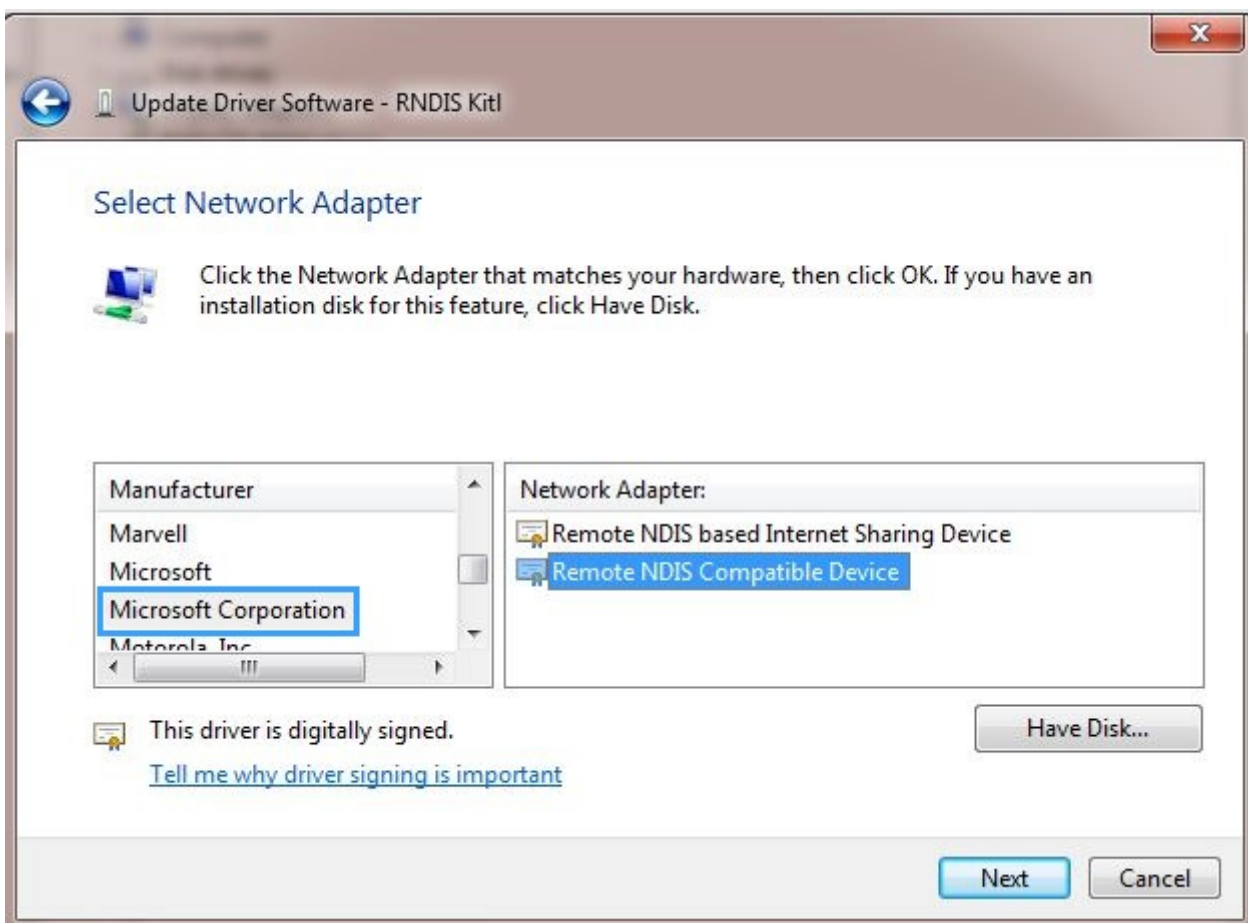 Update Driver Software - RNDIS Kitl
Select Network Adapter
Click the Network Adapter that matches your hardware, then click OK. If you have an
installation disk for this feature, click Have Disk.
Manufacturer
Marvell
Microsoft
Microsoft Corporation
Motorola, Inc.
Network Adapter:
Remote NDIS based Internet Sharing Device
Remote NDIS Compatible Device
This driver is digitally signed.
Tell me why driver signing is important
Have Disk...
Next
Cancel